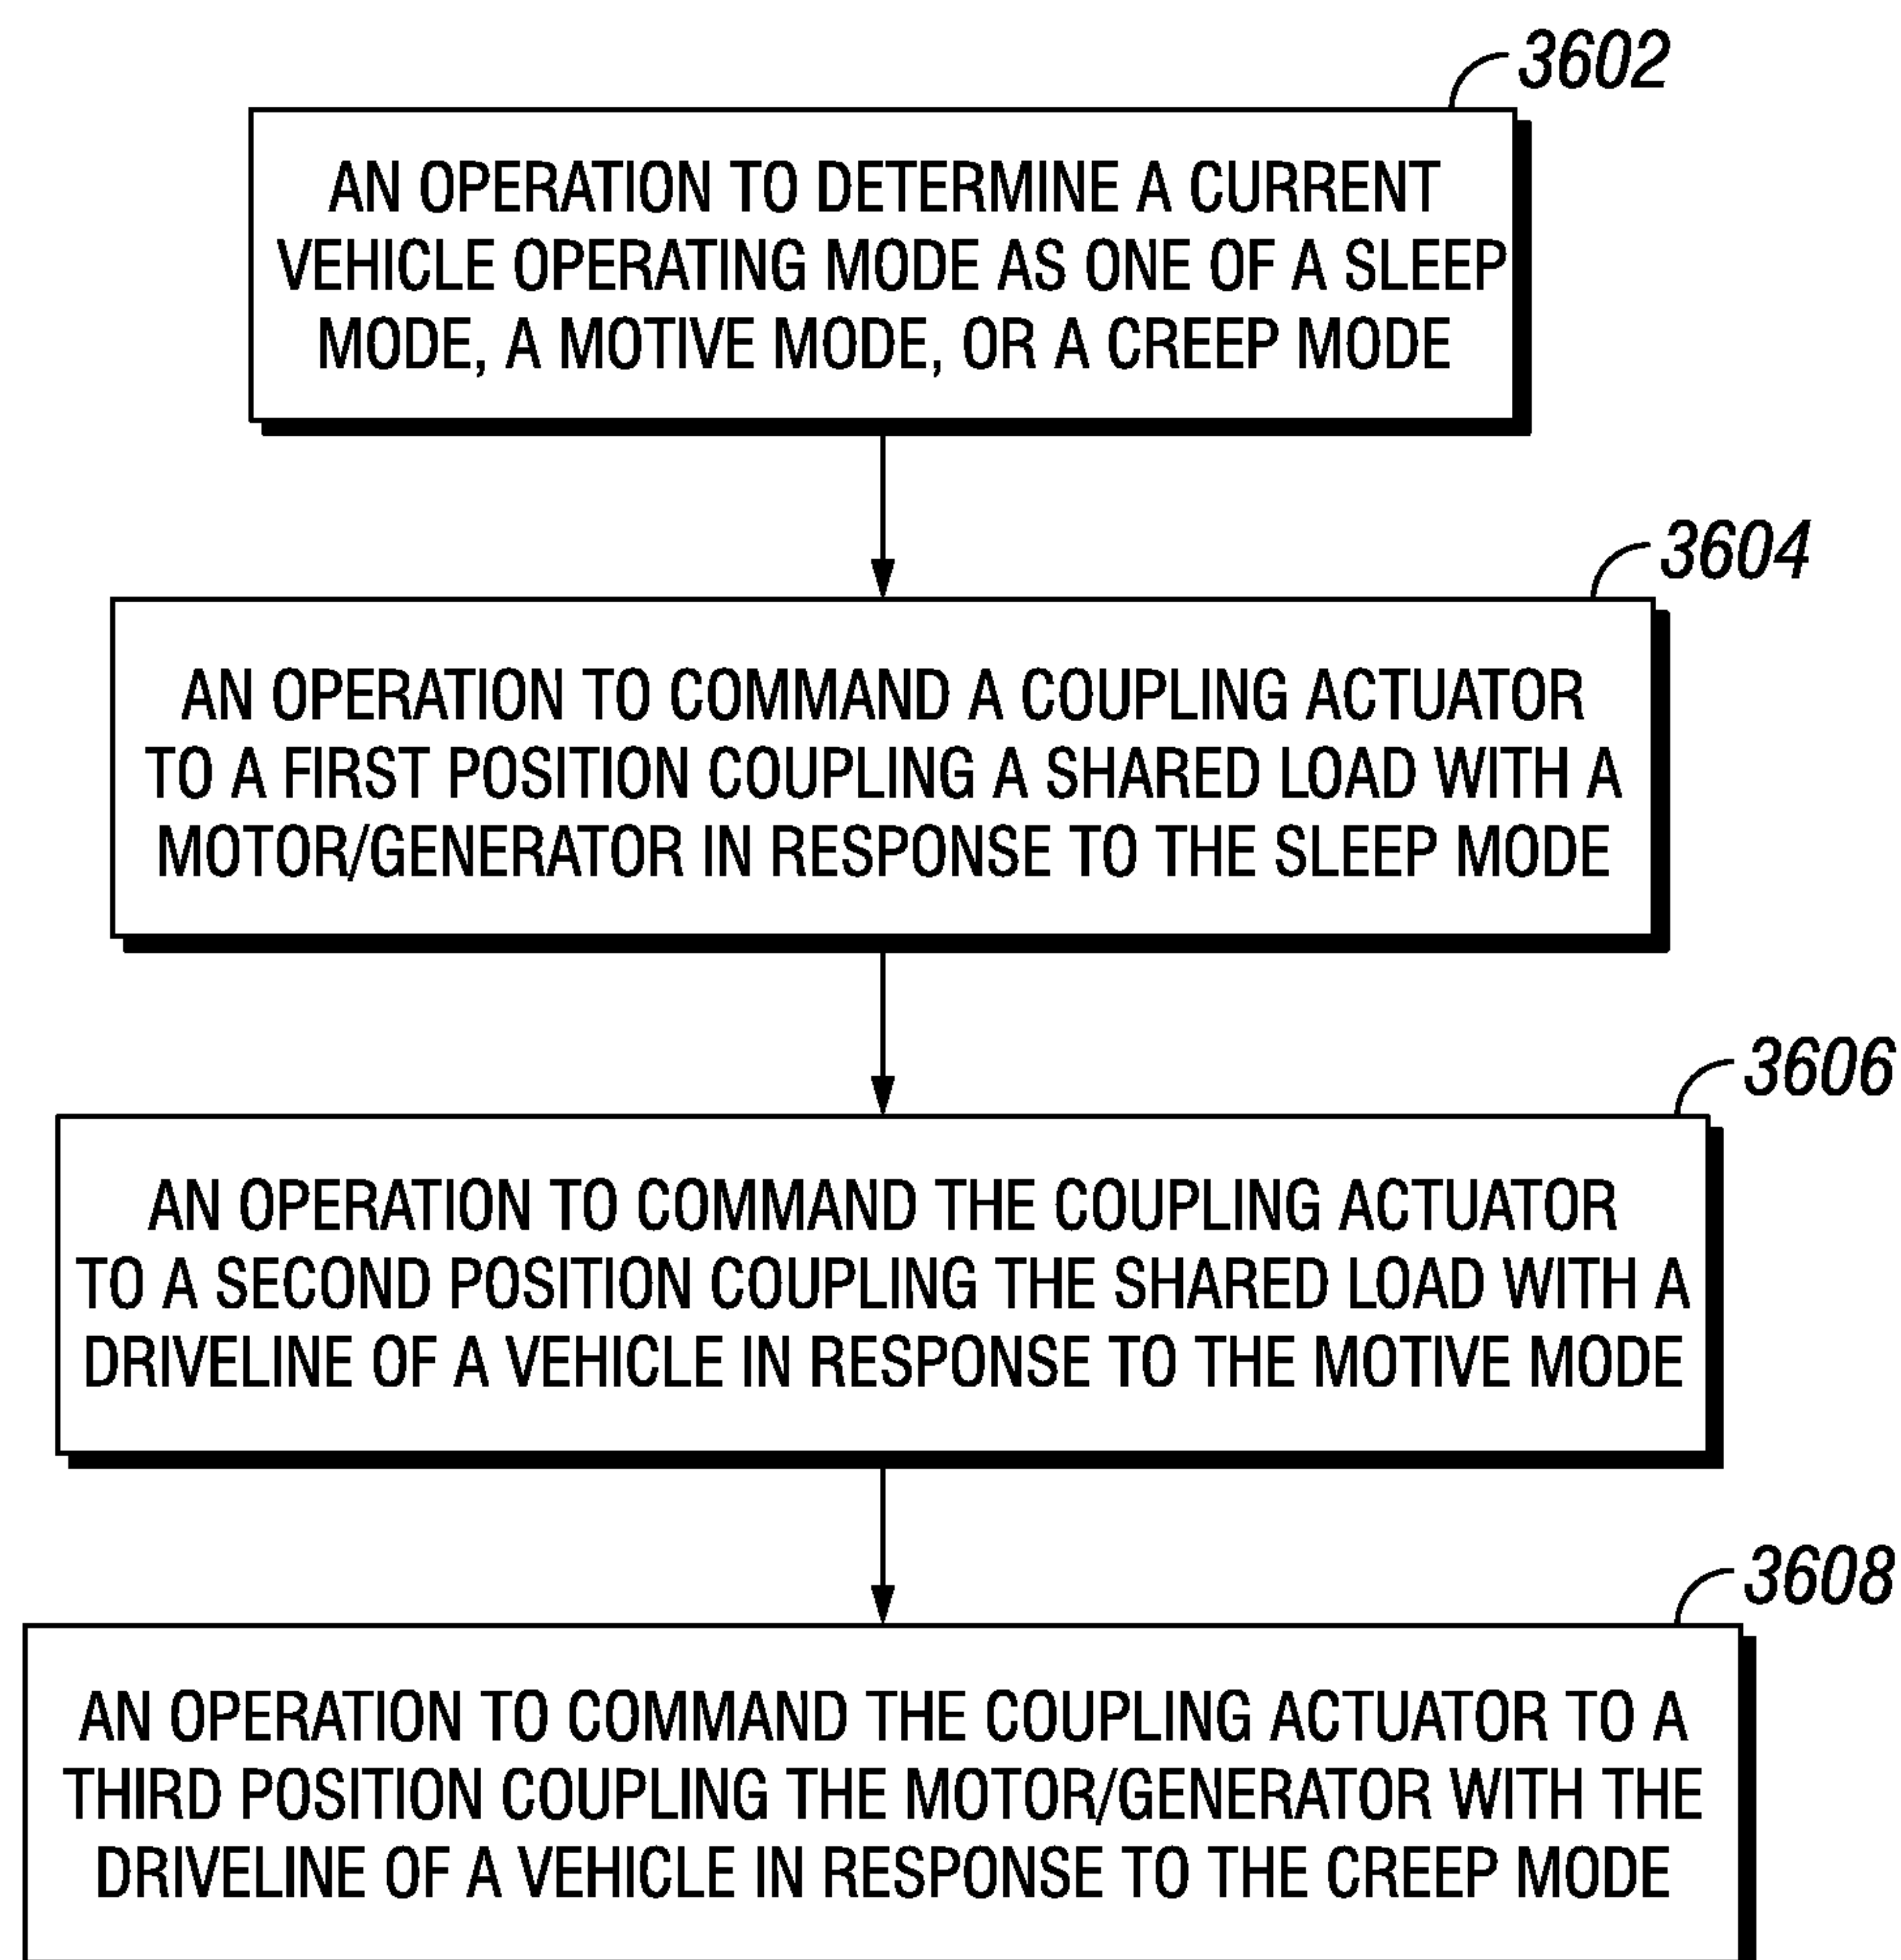 3602
AN OPERATION TO DETERMINE A CURRENT
VEHICLE OPERATING MODE AS ONE OF A SLEEP
MODE, A MOTIVE MODE, OR A CREEP MODE
3604
AN OPERATION TO COMMAND A COUPLING ACTUATOR
TO A FIRST POSITION COUPLING A SHARED LOAD WITH A
MOTOR/GENERATOR IN RESPONSE TO THE SLEEP MODE
3606
AN OPERATION TO COMMAND THE COUPLING ACTUATOR
TO A SECOND POSITION COUPLING THE SHARED LOAD WITH A
DRIVELINE OF A VEHICLE IN RESPONSE TO THE MOTIVE MODE
3608
AN OPERATION TO COMMAND THE COUPLING ACTUATOR TO A
THIRD POSITION COUPLING THE MOTOR/GENERATOR WITH THE
DRIVELINE OF A VEHICLE IN RESPONSE TO THE CREEP MODE